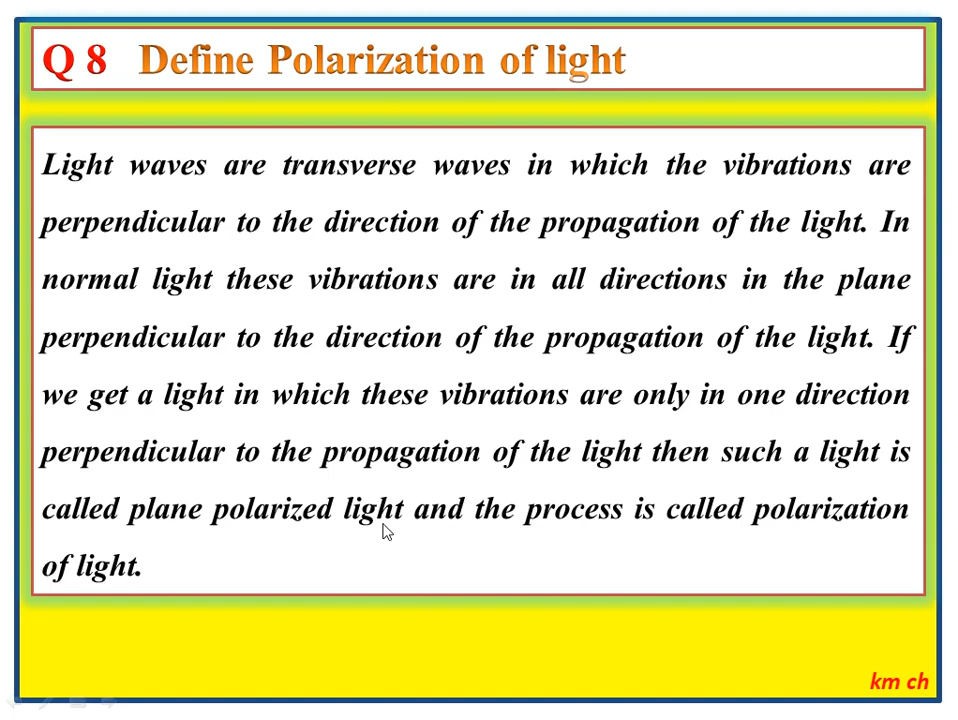 Q 8 Define Polarization of light
Light waves are transverse waves in which the vibrations are
perpendicular to the direction of the propagation of the light. In
normal light these vibrations are in all directions in the plane
perpendicular to the direction of the propagation of the light. If
we get a light in which these vibrations are only in one direction
perpendicular to the propagation of the light then such a light is
called plane polarized light and the process is called polarization
of light.
km ch